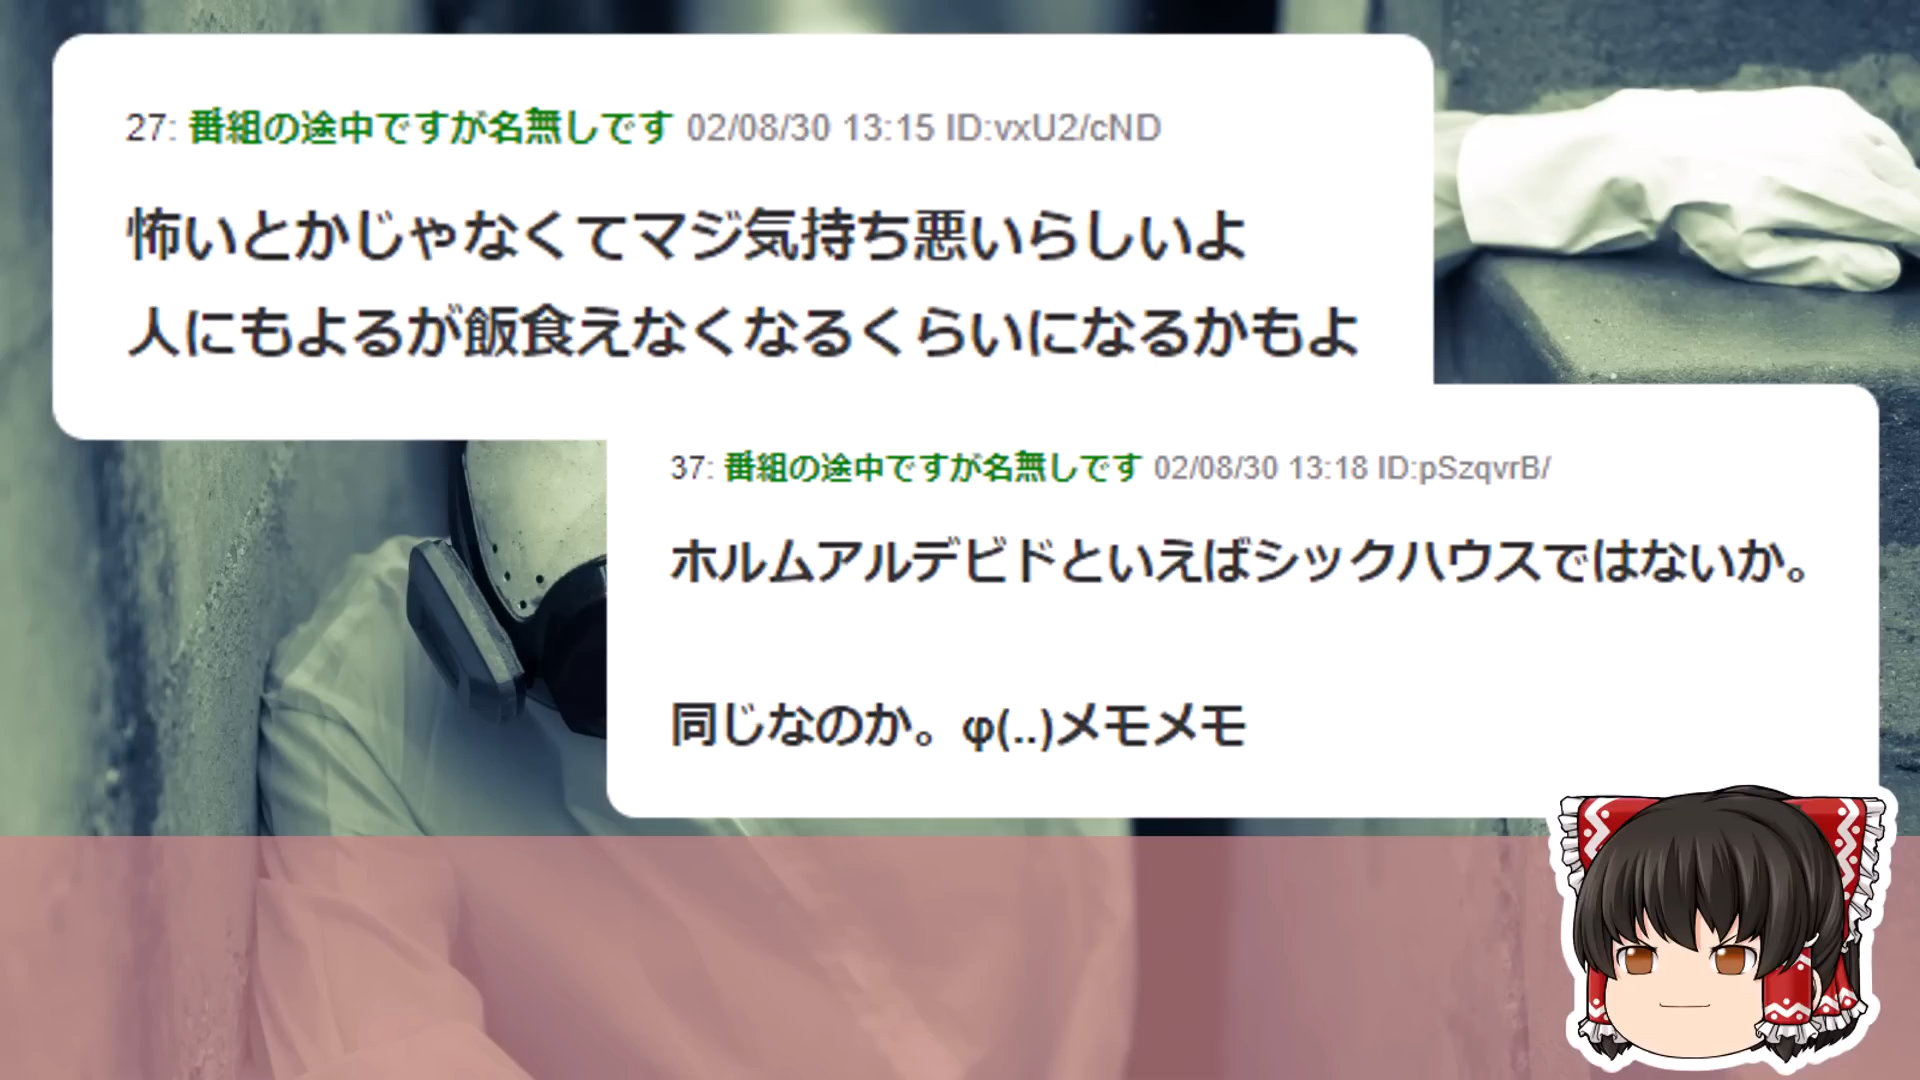 27: 番組の途中ですが名無しです 02/08/30 13:15 ID:vxU2/cND
怖いとかじゃなくてマジ気持ち悪いらしいよ
人にもよるが飯食えなくなるくらいになるかもよ
37: 番組の途中ですが名無しです 02/08/30 13:18 ID:pSzqvrB/
ホルムアルデビドといえばシックハウスではないか。
同じなのか。φ(..)メモメモ